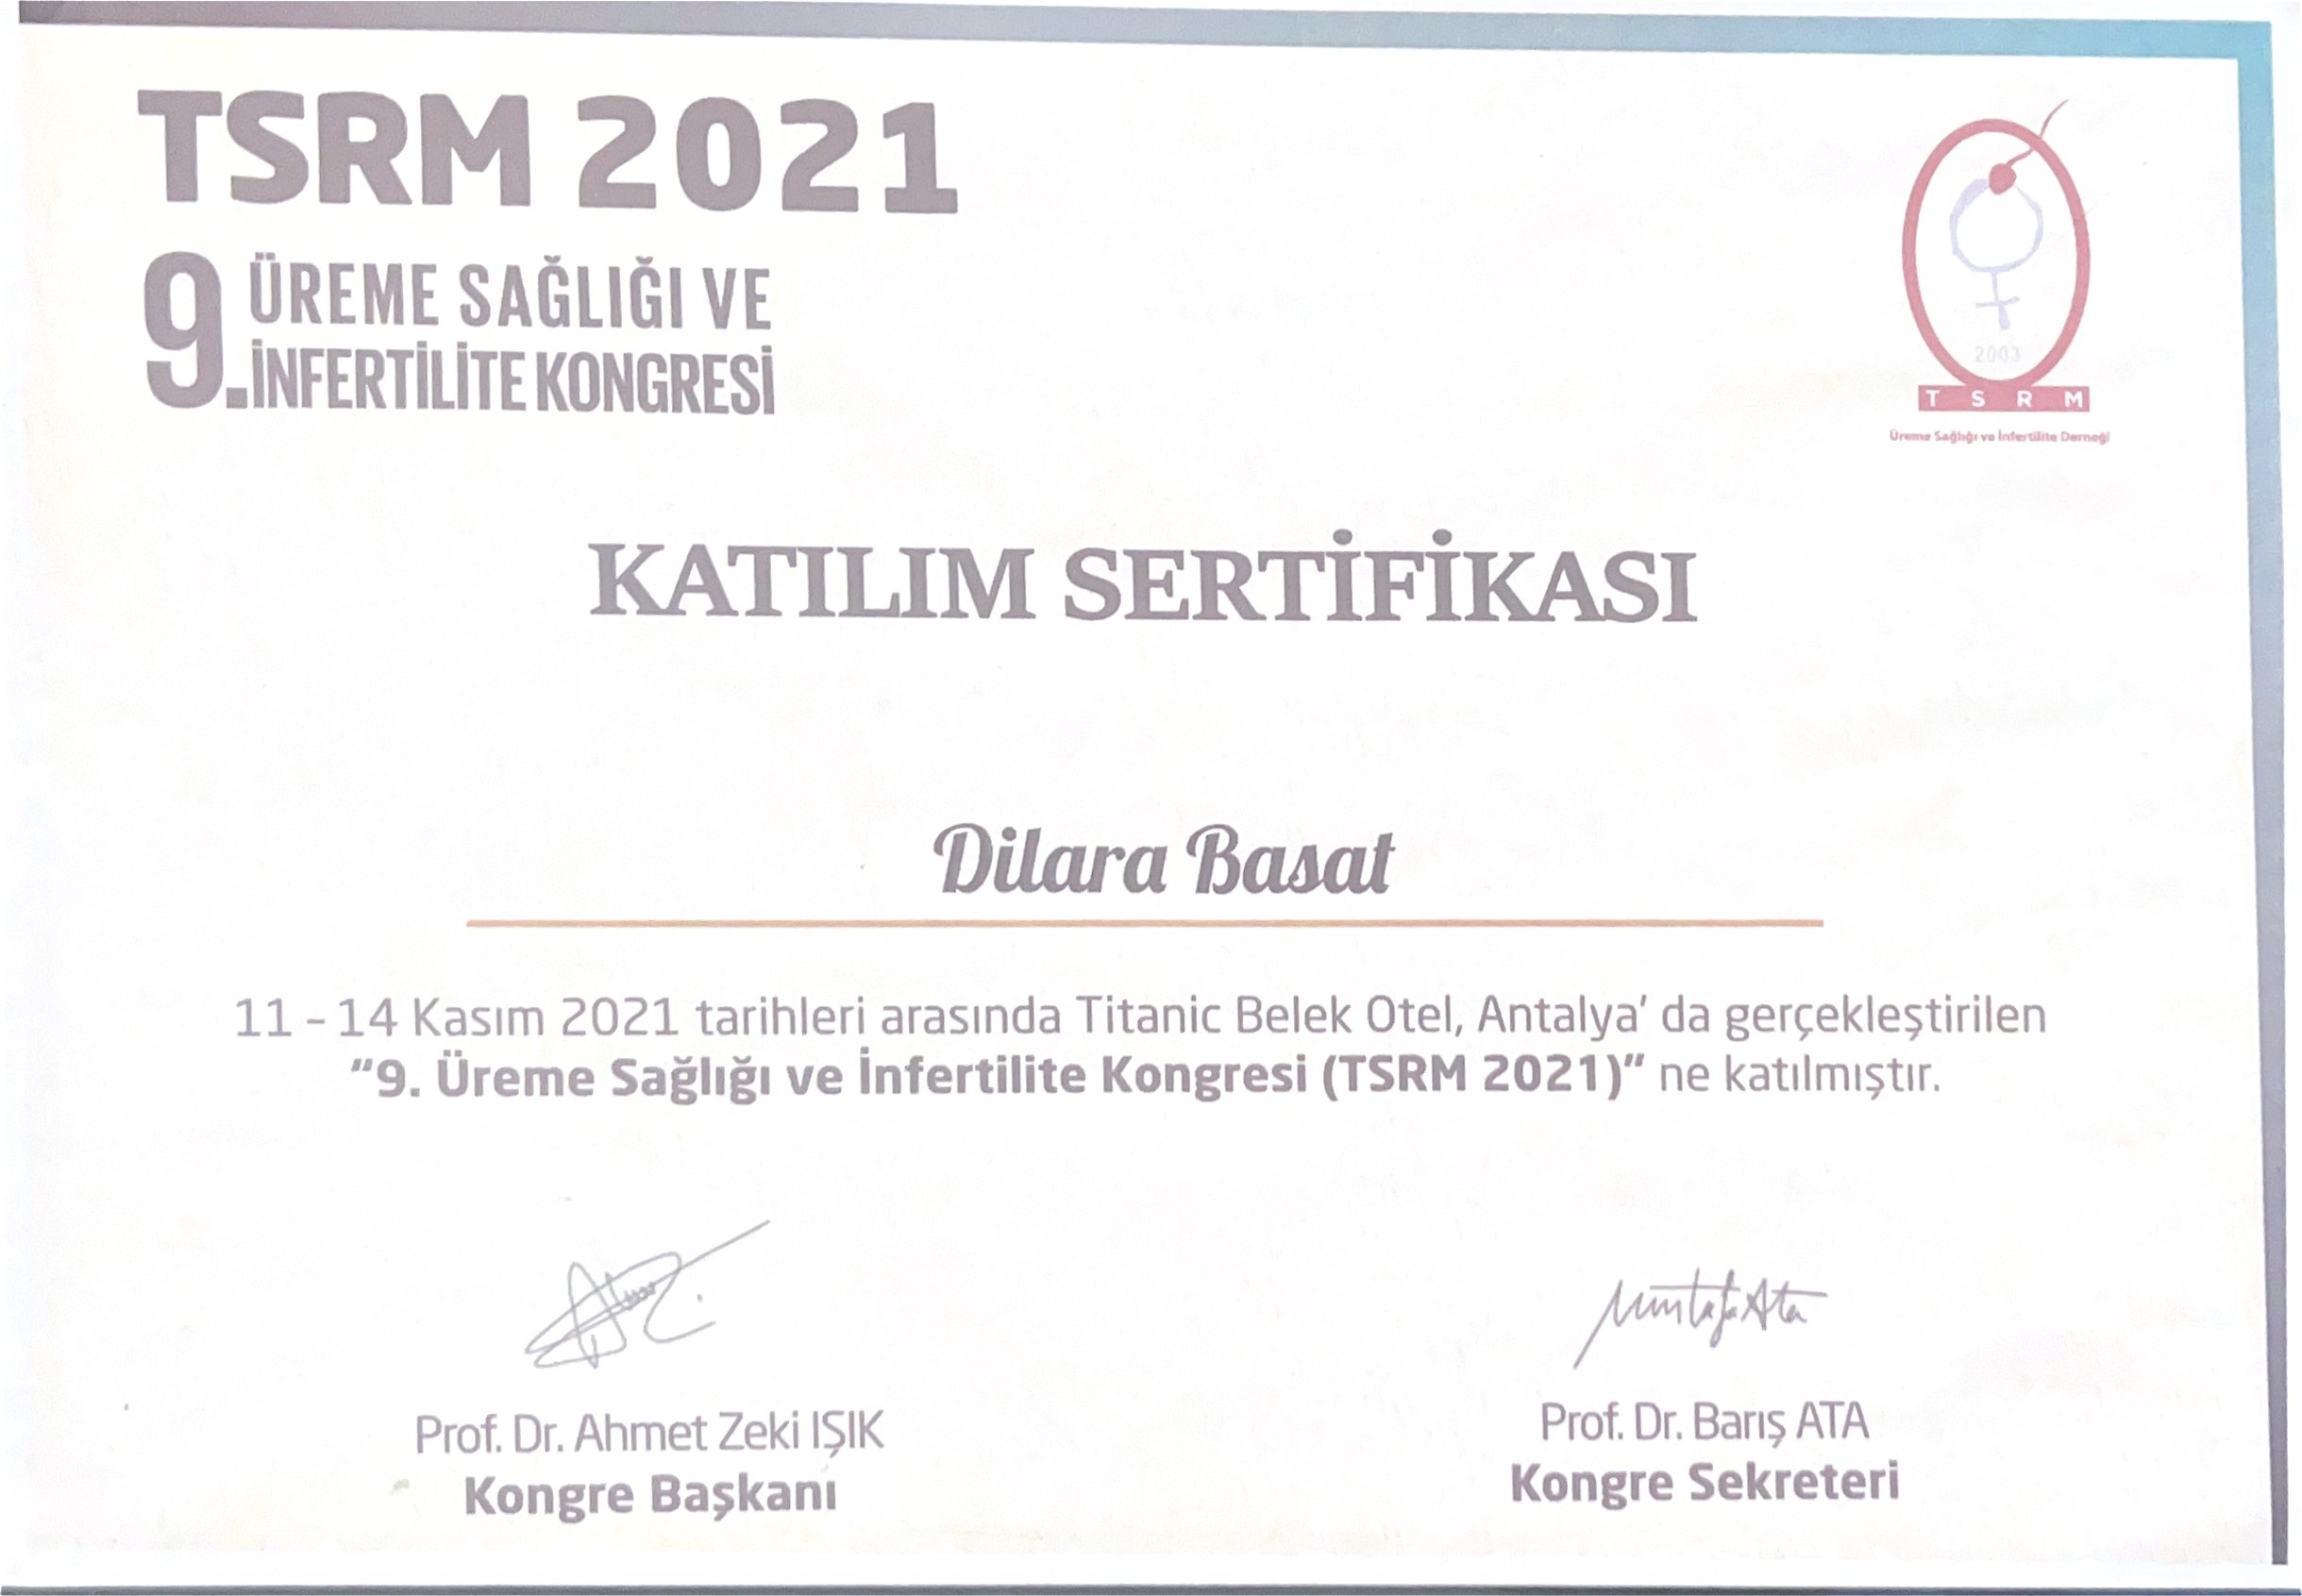 TSRM 2021
9. ÜREME SAĞLIĞI VE
İNFERTİLİTE KONGRESİ
2003
T S R M
Üreme Sağlığı ve İnfertilite Derneği
KATILIM SERTİFİKASI
Dilara Basat
11 - 14 Kasım 2021 tarihleri arasında Titanic Belek Otel, Antalya' da gerçekleştirilen
"9. Üreme Sağlığı ve İnfertilite Kongresi (TSRM 2021)" ne katılmıştır.
Mustafa Ata
Prof. Dr. Ahmet Zeki IŞIK
Kongre Başkanı
Prof. Dr. Barış ATA
Kongre Sekreteri